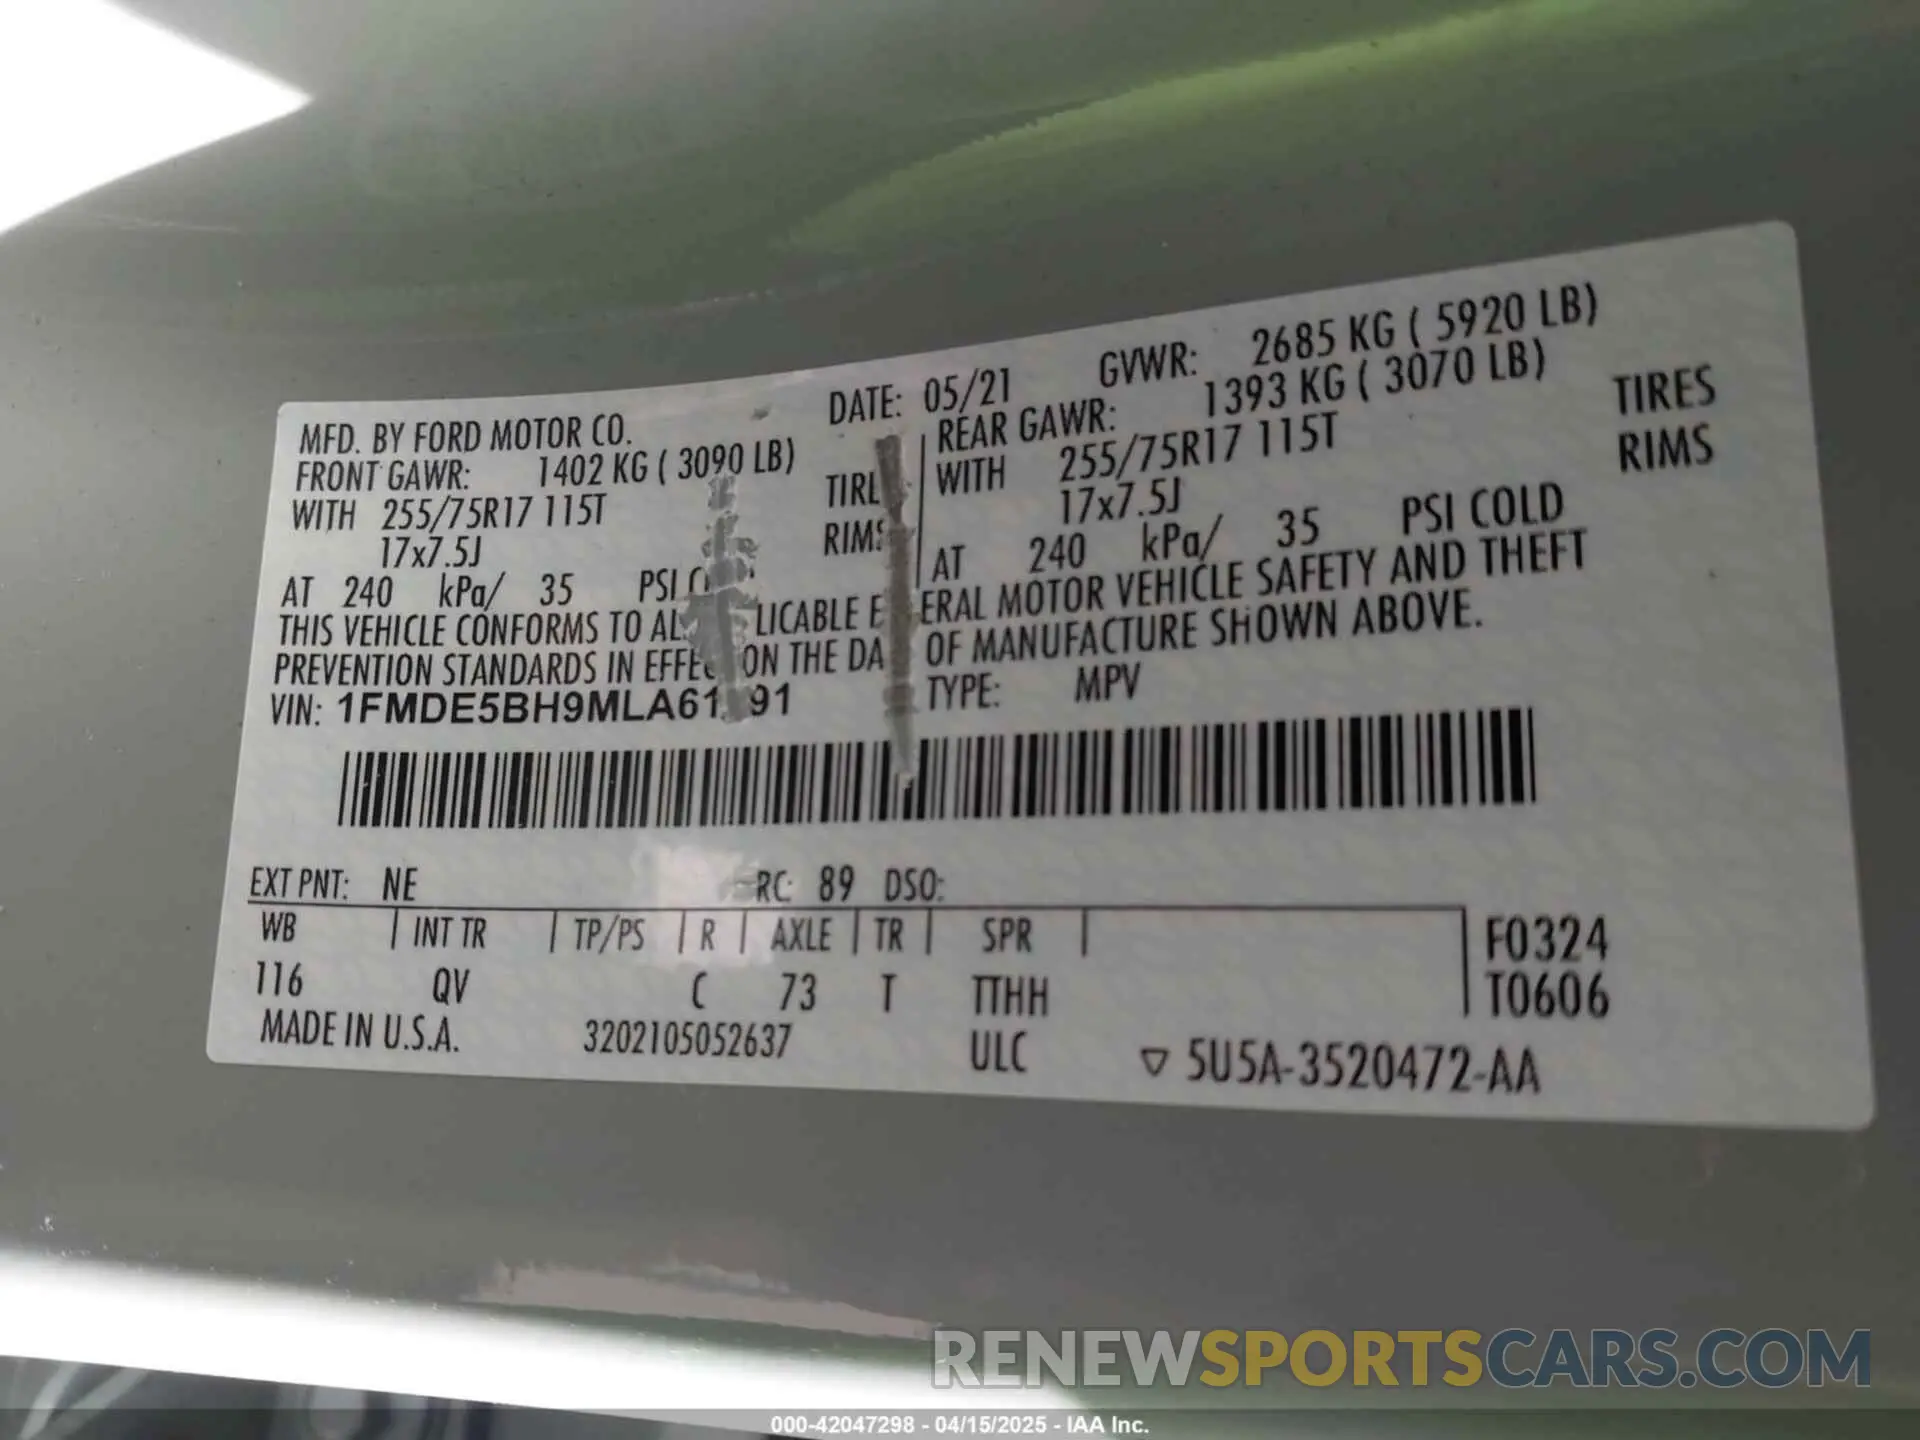 MFD. BY FORD MOTOR CO. DATE: 05/21 GVWR: 2685 KG ( 5920 LB)
FRONT GAWR: 1402 KG ( 3090 LB) REAR GAWR: 1393 KG ( 3070 LB)
WITH 255/75R17 115T WITH 255/75R17 115T TIRES
17x7.5J 17x7.5J RIMS
AT 240 kPa/ 35 PSI AT 240 kPa/ 35 PSI COLD
THIS VEHICLE CONFORMS TO MOTOR VEHICLE SAFETY AND THEFT
PREVENTION STANDARDS IN ON THE OF MANUFACTURE SHOWN ABOVE.
VIN: TYPE: MPV
EXT PNT: NE RC: 89 DSO:
WB INT TR TP/PS R AXLE TR SPR F0324
116 QV C 73 T TTHH T0606
MADE IN U.S.A. 3202105052637 ULC ▽ 5U5A-3520472-AA
RENEWSPORTSCARS.COM
000-42047298 - 04/15/2025 - IAA Inc.